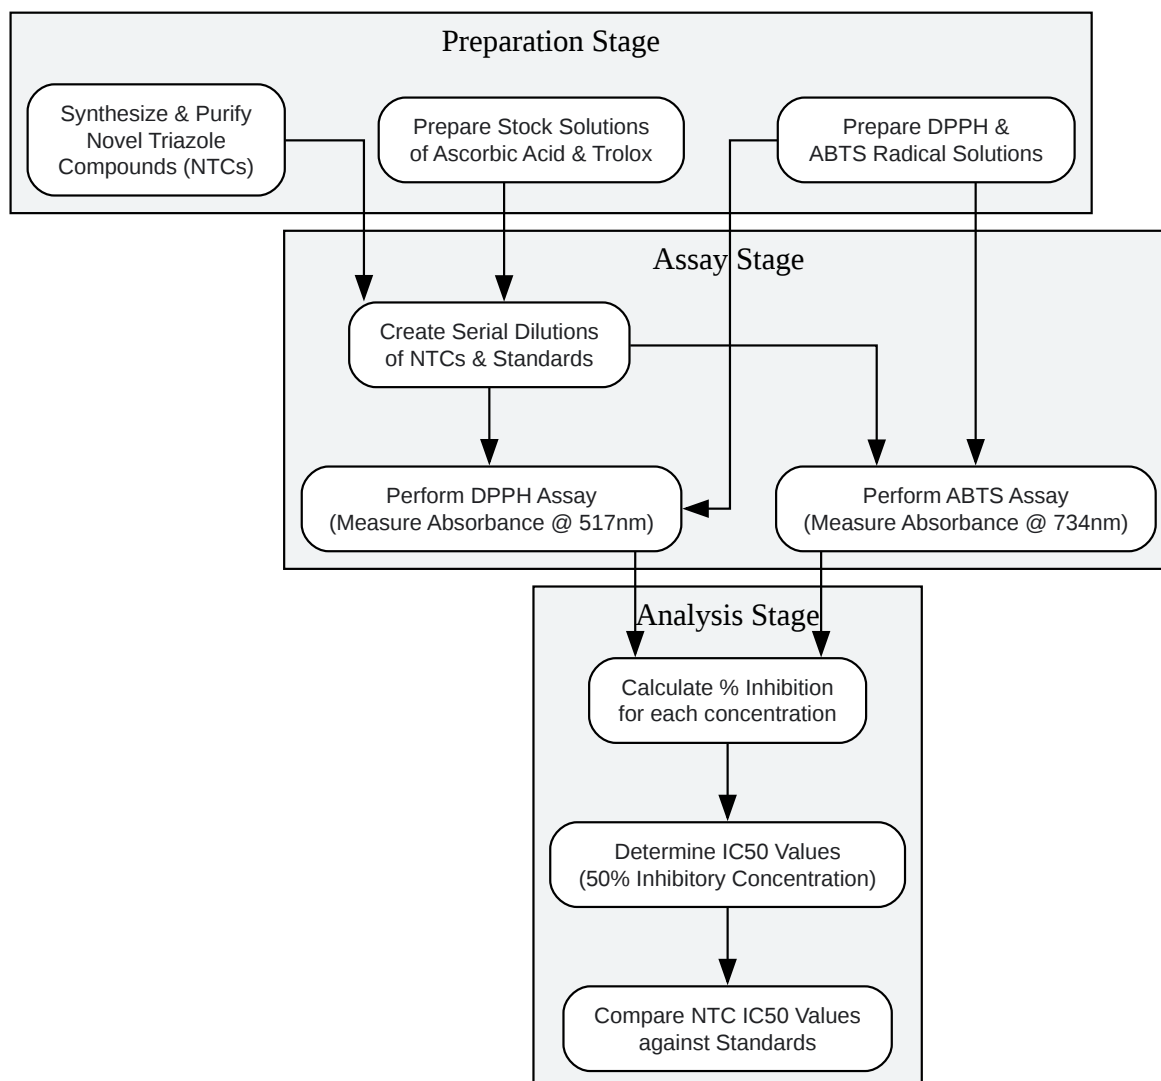 Preparation Stage
Synthesize & Purify
Novel Triazole
Compounds (NTCs)
Prepare Stock Solutions
of Ascorbic Acid & Trolox
Prepare DPPH &
ABTS Radical Solutions
Assay Stage
Create Serial Dilutions
of NTCs & Standards
Perform DPPH Assay
(Measure Absorbance @ 517nm)
Perform ABTS Assay
(Measure Absorbance @ 734nm)
Analysis Stage
Calculate % Inhibition
for each concentration
Determine IC50 Values
(50% Inhibitory Concentration)
Compare NTC IC50 Values
against Standards